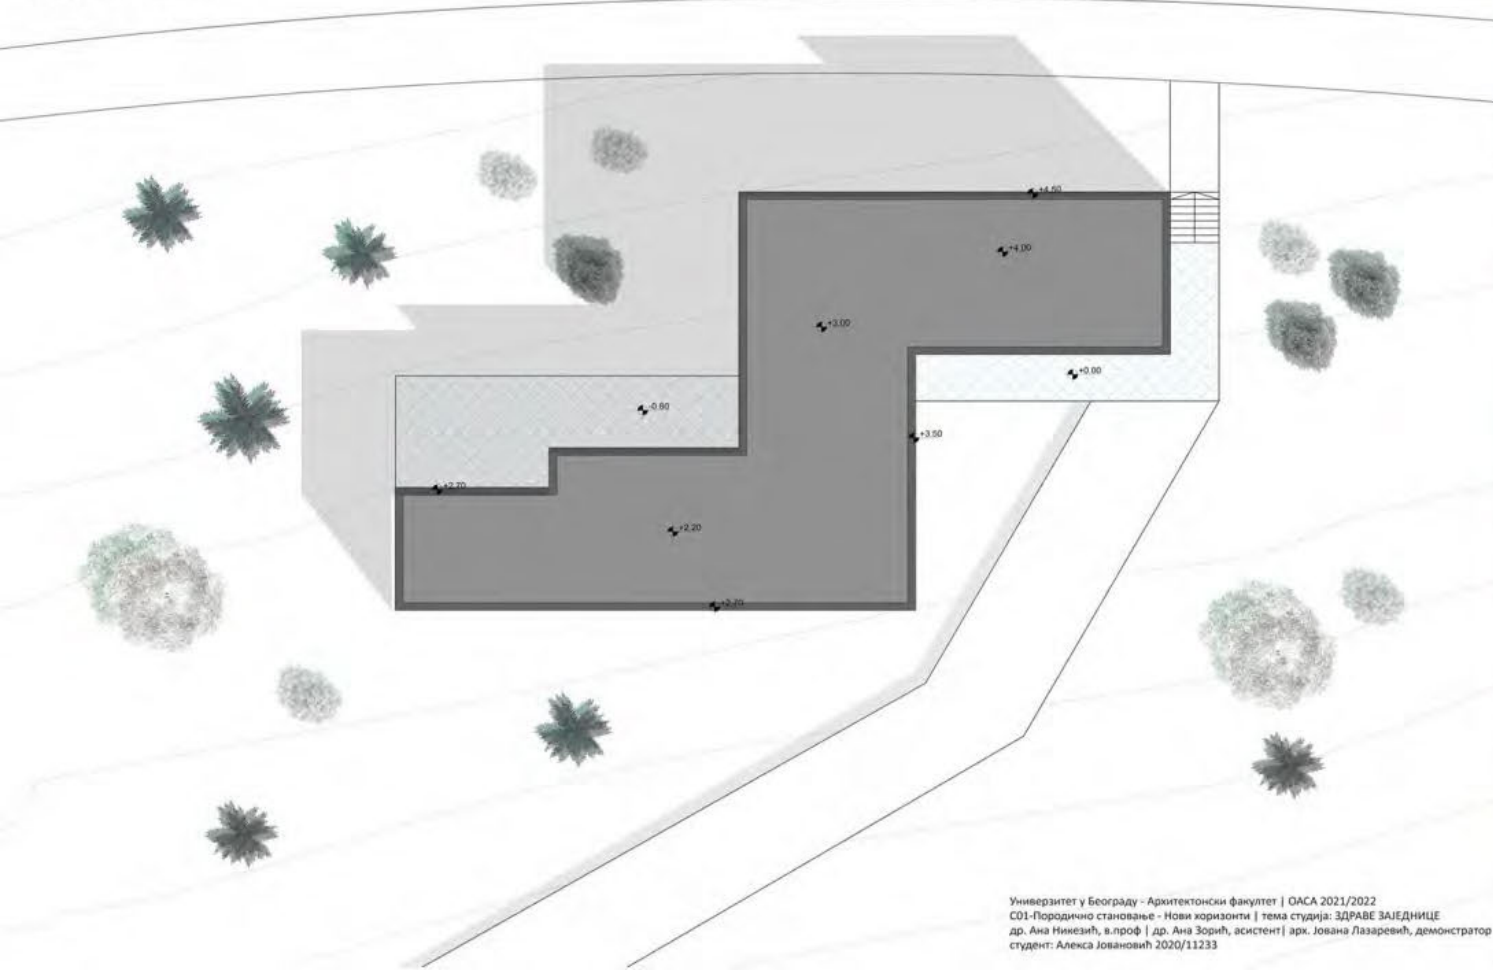 +4.50
+4.00
+3.00
+0.00
-0.60
+3.50
+2.70
+2.20
+2.70
Универзитет у Београду - Архитектонски факултет | ОАСА 2021/2022
С01-Породично становање - Нови хоризонти | тема студија: ЗДРАВЕ ЗАЈЕДНИЦЕ
др. Ана Никезић, в.проф | др. Ана Зорић, асистент| арх. Јована Лазаревић, демонстратор
студент: Алекса Јовановић 2020/11233